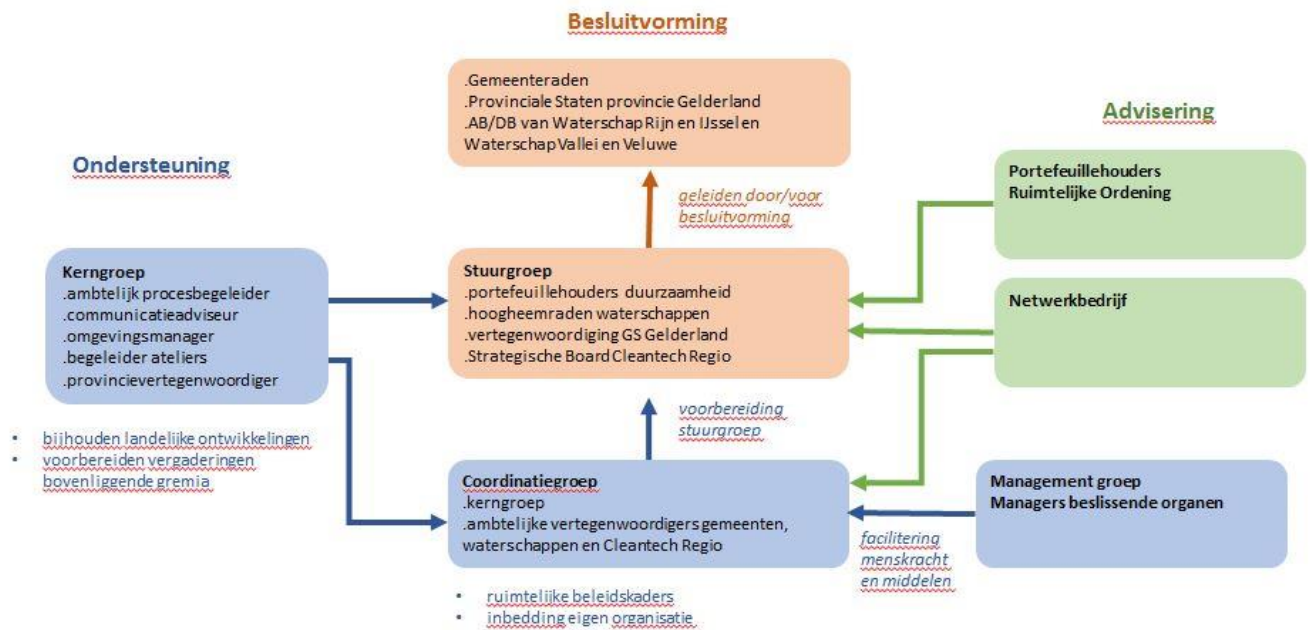 Besluitvorming
.Gemeenteraden
.Provinciale Staten provincie Gelderland
.AB/DB van Waterschap Rijn en IJssel en
Waterschap Vallei en Veluwe
Advisering
Ondersteuning
Portefeuillehouders
Ruimtelijke Ordening
geleiden door/voor
besluitvorming
Kerngroep
.ambtelijk procesbegeleider
.communicatieadviseur
.omgevingsmanager
.begeleider ateliers
.provincievertegenwoordiger
Stuurgroep
.portefeuillehouders duurzaamheid
.hoogheemraden waterschappen
.vertegenwoordiging GS Gelderland
.Strategische Board Cleantech Regio
Netwerkbedrijf
• bijhouden landelijke ontwikkelingen
• voorbereiden vergaderingen
bovenliggende gremia
voorbereiding
stuurgroep
Coordinatiegroep
.kerngroep
.ambtelijke vertegenwoordigers gemeenten,
waterschappen en Cleantech Regio
Management groep
Managers beslissende organen
facilitering
menskracht
en middelen
• ruimtelijke beleidskaders
• inbedding eigen organisatie